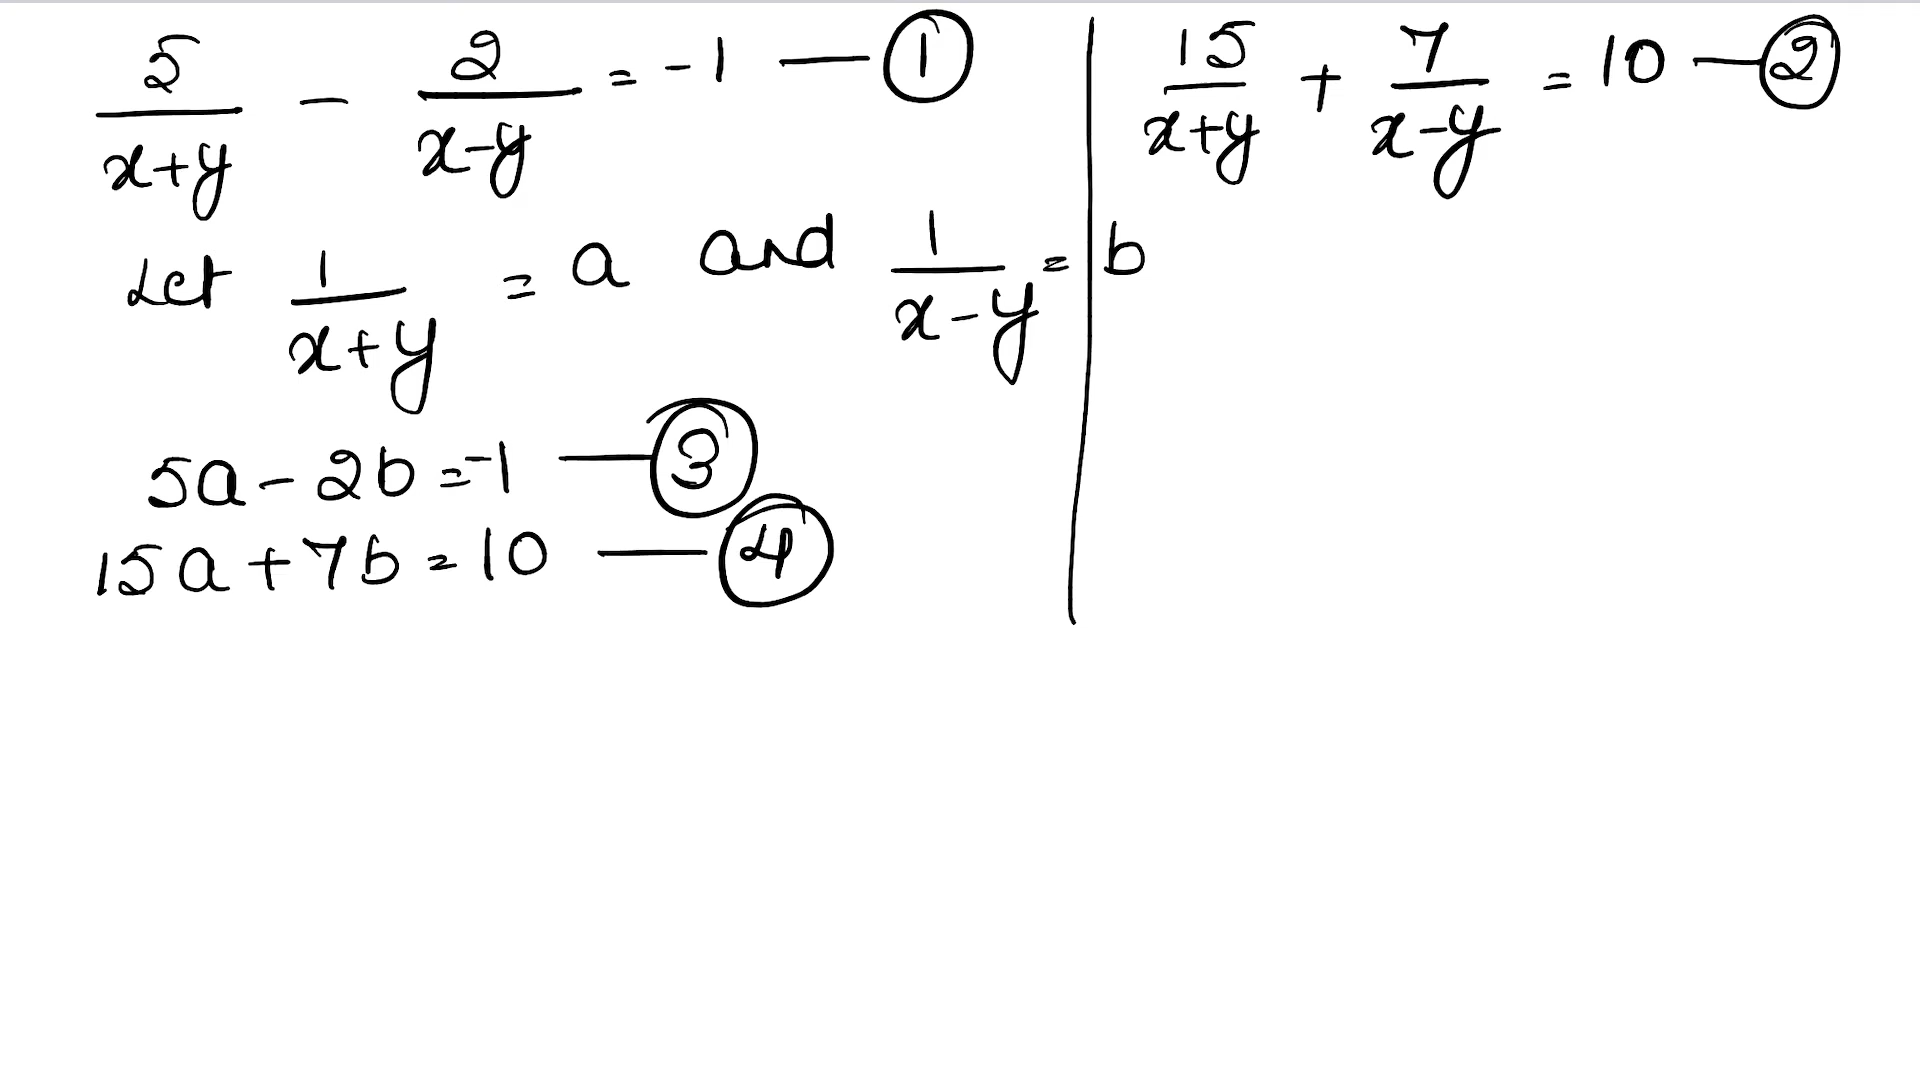 5/(x+y) - 2/(x-y) = -1 — ①
15/(x+y) + 7/(x-y) = 10 — ②
Let 1/(x+y) = a and 1/(x-y) = b
5a - 2b = -1 — ③
15a + 7b = 10 — ④